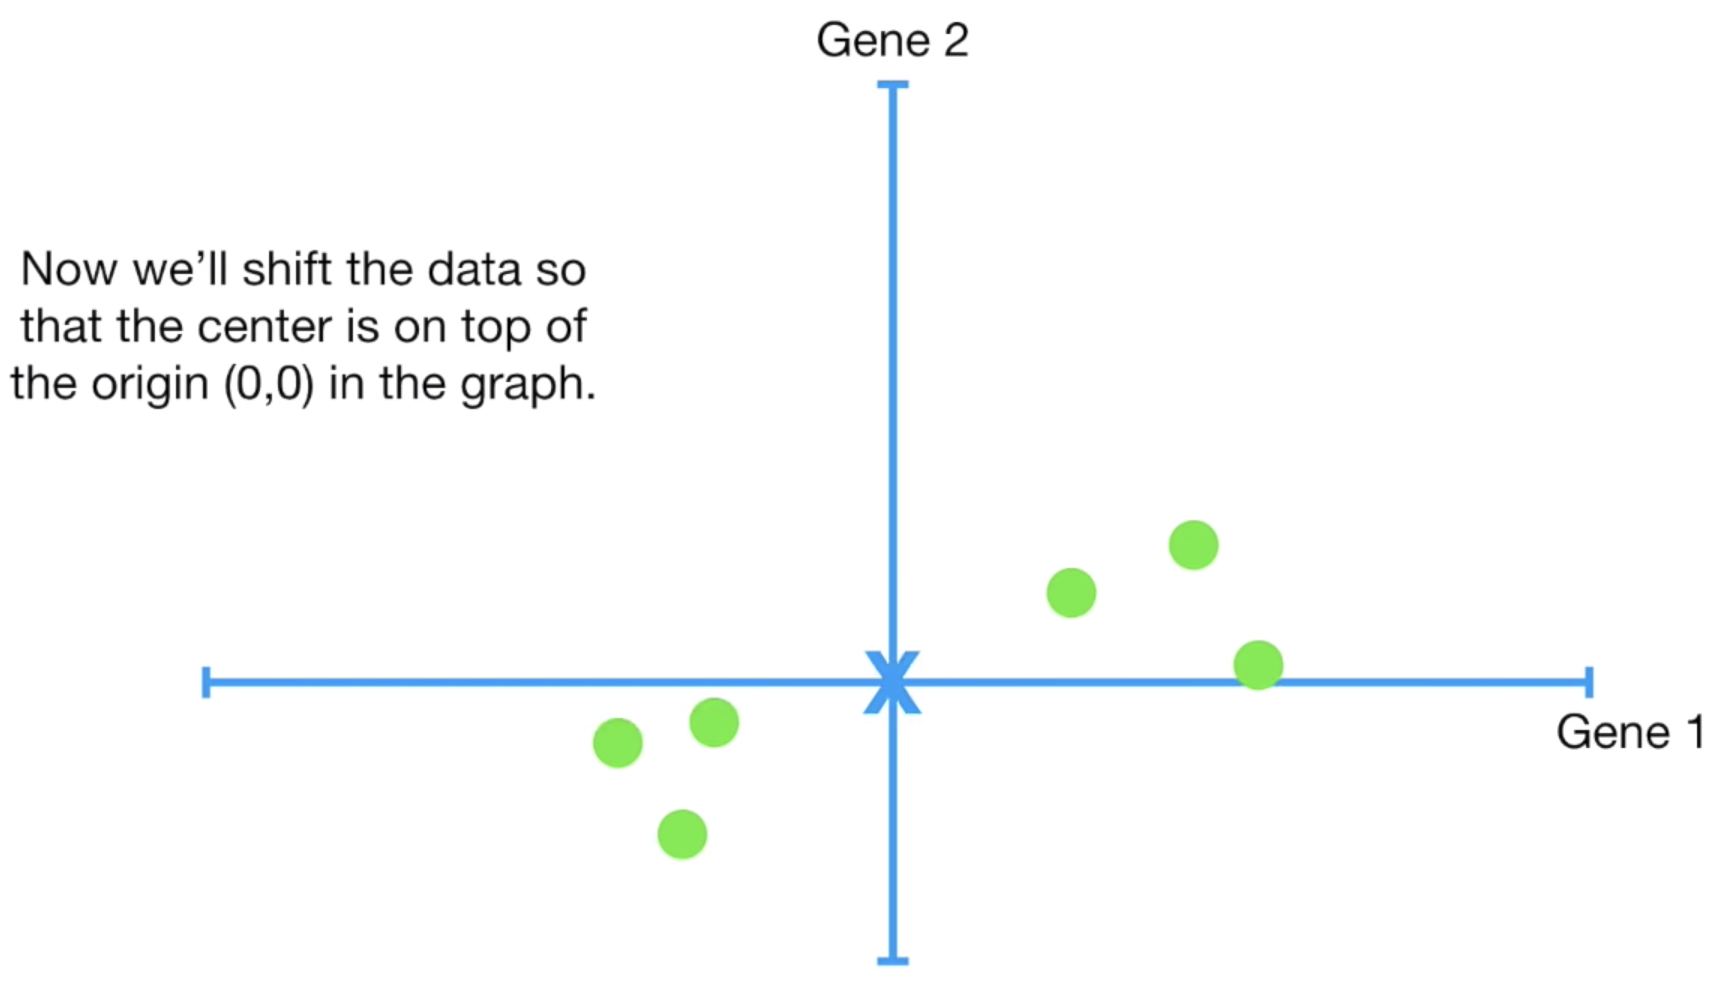 Gene 2
Now we’ll shift the data so
that the center is on top of
the origin (0,0) in the graph.
X
Gene 1